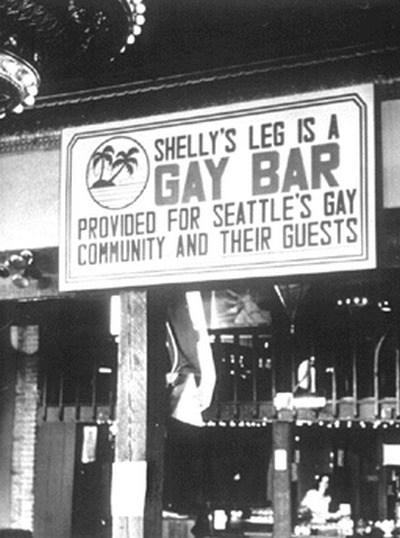 SHELLY'S LEG IS A
GAY BAR
PROVIDED FOR SEATTLE'S GAY
COMMUNITY AND THEIR GUESTS